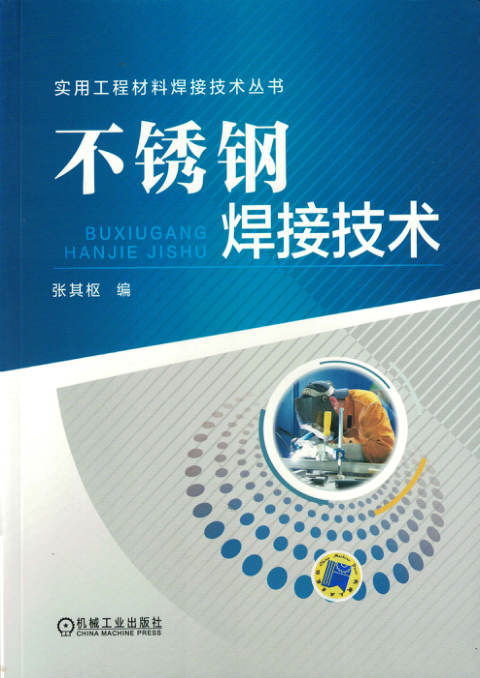 实用工程材料焊接技术丛书
不锈钢
焊接技术
BUXIUGANG
HANJIE JISHU
张其枢 编
机械工业出版社
CHINA MACHINE PRESS